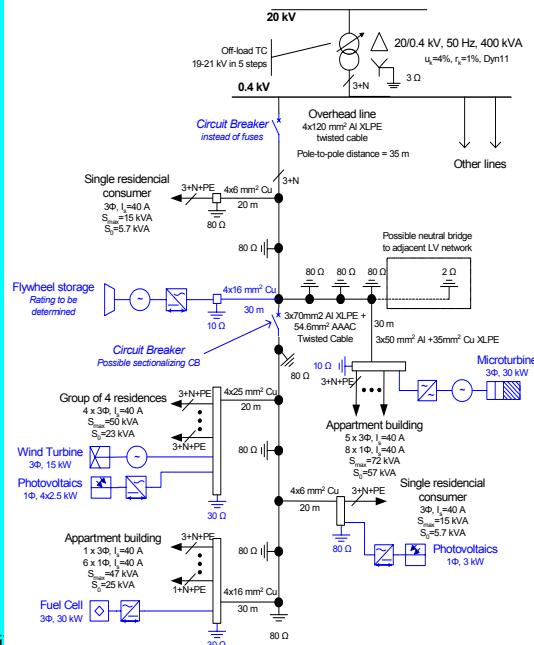 20 kV
Off-load TC
19-21 kV in 5 steps
20/0.4 kV, 50 Hz, 400 kVA
uk=4%, rk=1%, Dyn11
3 Ω
3+N
0.4 kV
Circuit Breaker
instead of fuses
Overhead line
4x120 mm² Al XLPE
twisted cable
Pole-to-pole distance = 35 m
Other lines
3+N
Single residencial
consumer
3Φ, Is=40 A
Smax=15 kVA
S0=5.7 kVA
3+N+PE
4x6 mm² Cu
20 m
80 Ω
80 Ω
Possible neutral bridge
to adjacent LV network
80 Ω
80 Ω
80 Ω
2 Ω
Flywheel storage
Rating to be
determined
4x16 mm² Cu
30 m
10 Ω
3x70mm2 Al XLPE +
54.6mm² AAAC
Twisted Cable
30 m
3x50 mm² Al +35mm² Cu XLPE
Circuit Breaker
Possible sectionalizing CB
80 Ω
10 Ω
3+N+PE
Microturbine
3Φ, 30 kW
Appartment building
5 x 3Φ, Is=40 A
8 x 1Φ, Is=40 A
Smax=72 kVA
S0=57 kVA
Group of 4 residences
4 x 3Φ, Is=40 A
Smax=50 kVA
S0=23 kVA
3+N+PE
3+N+PE
4x25 mm² Cu
20 m
Wind Turbine
3Φ, 15 kW
Photovoltaics
1Φ, 4x2.5 kW
80 Ω
30 Ω
4x6 mm² Cu
20 m
3+N+PE
80 Ω
Single residencial
consumer
3Φ, Is=40 A
Smax=15 kVA
S0=5.7 kVA
Photovoltaics
1Φ, 3 kW
80 Ω
Appartment building
1 x 3Φ, Is=40 A
6 x 1Φ, Is=40 A
Smax=47 kVA
S0=25 kVA
3+N+PE
1+N+PE
4x16 mm² Cu
30 m
Fuel Cell
3Φ, 30 kW
30 Ω
80 Ω